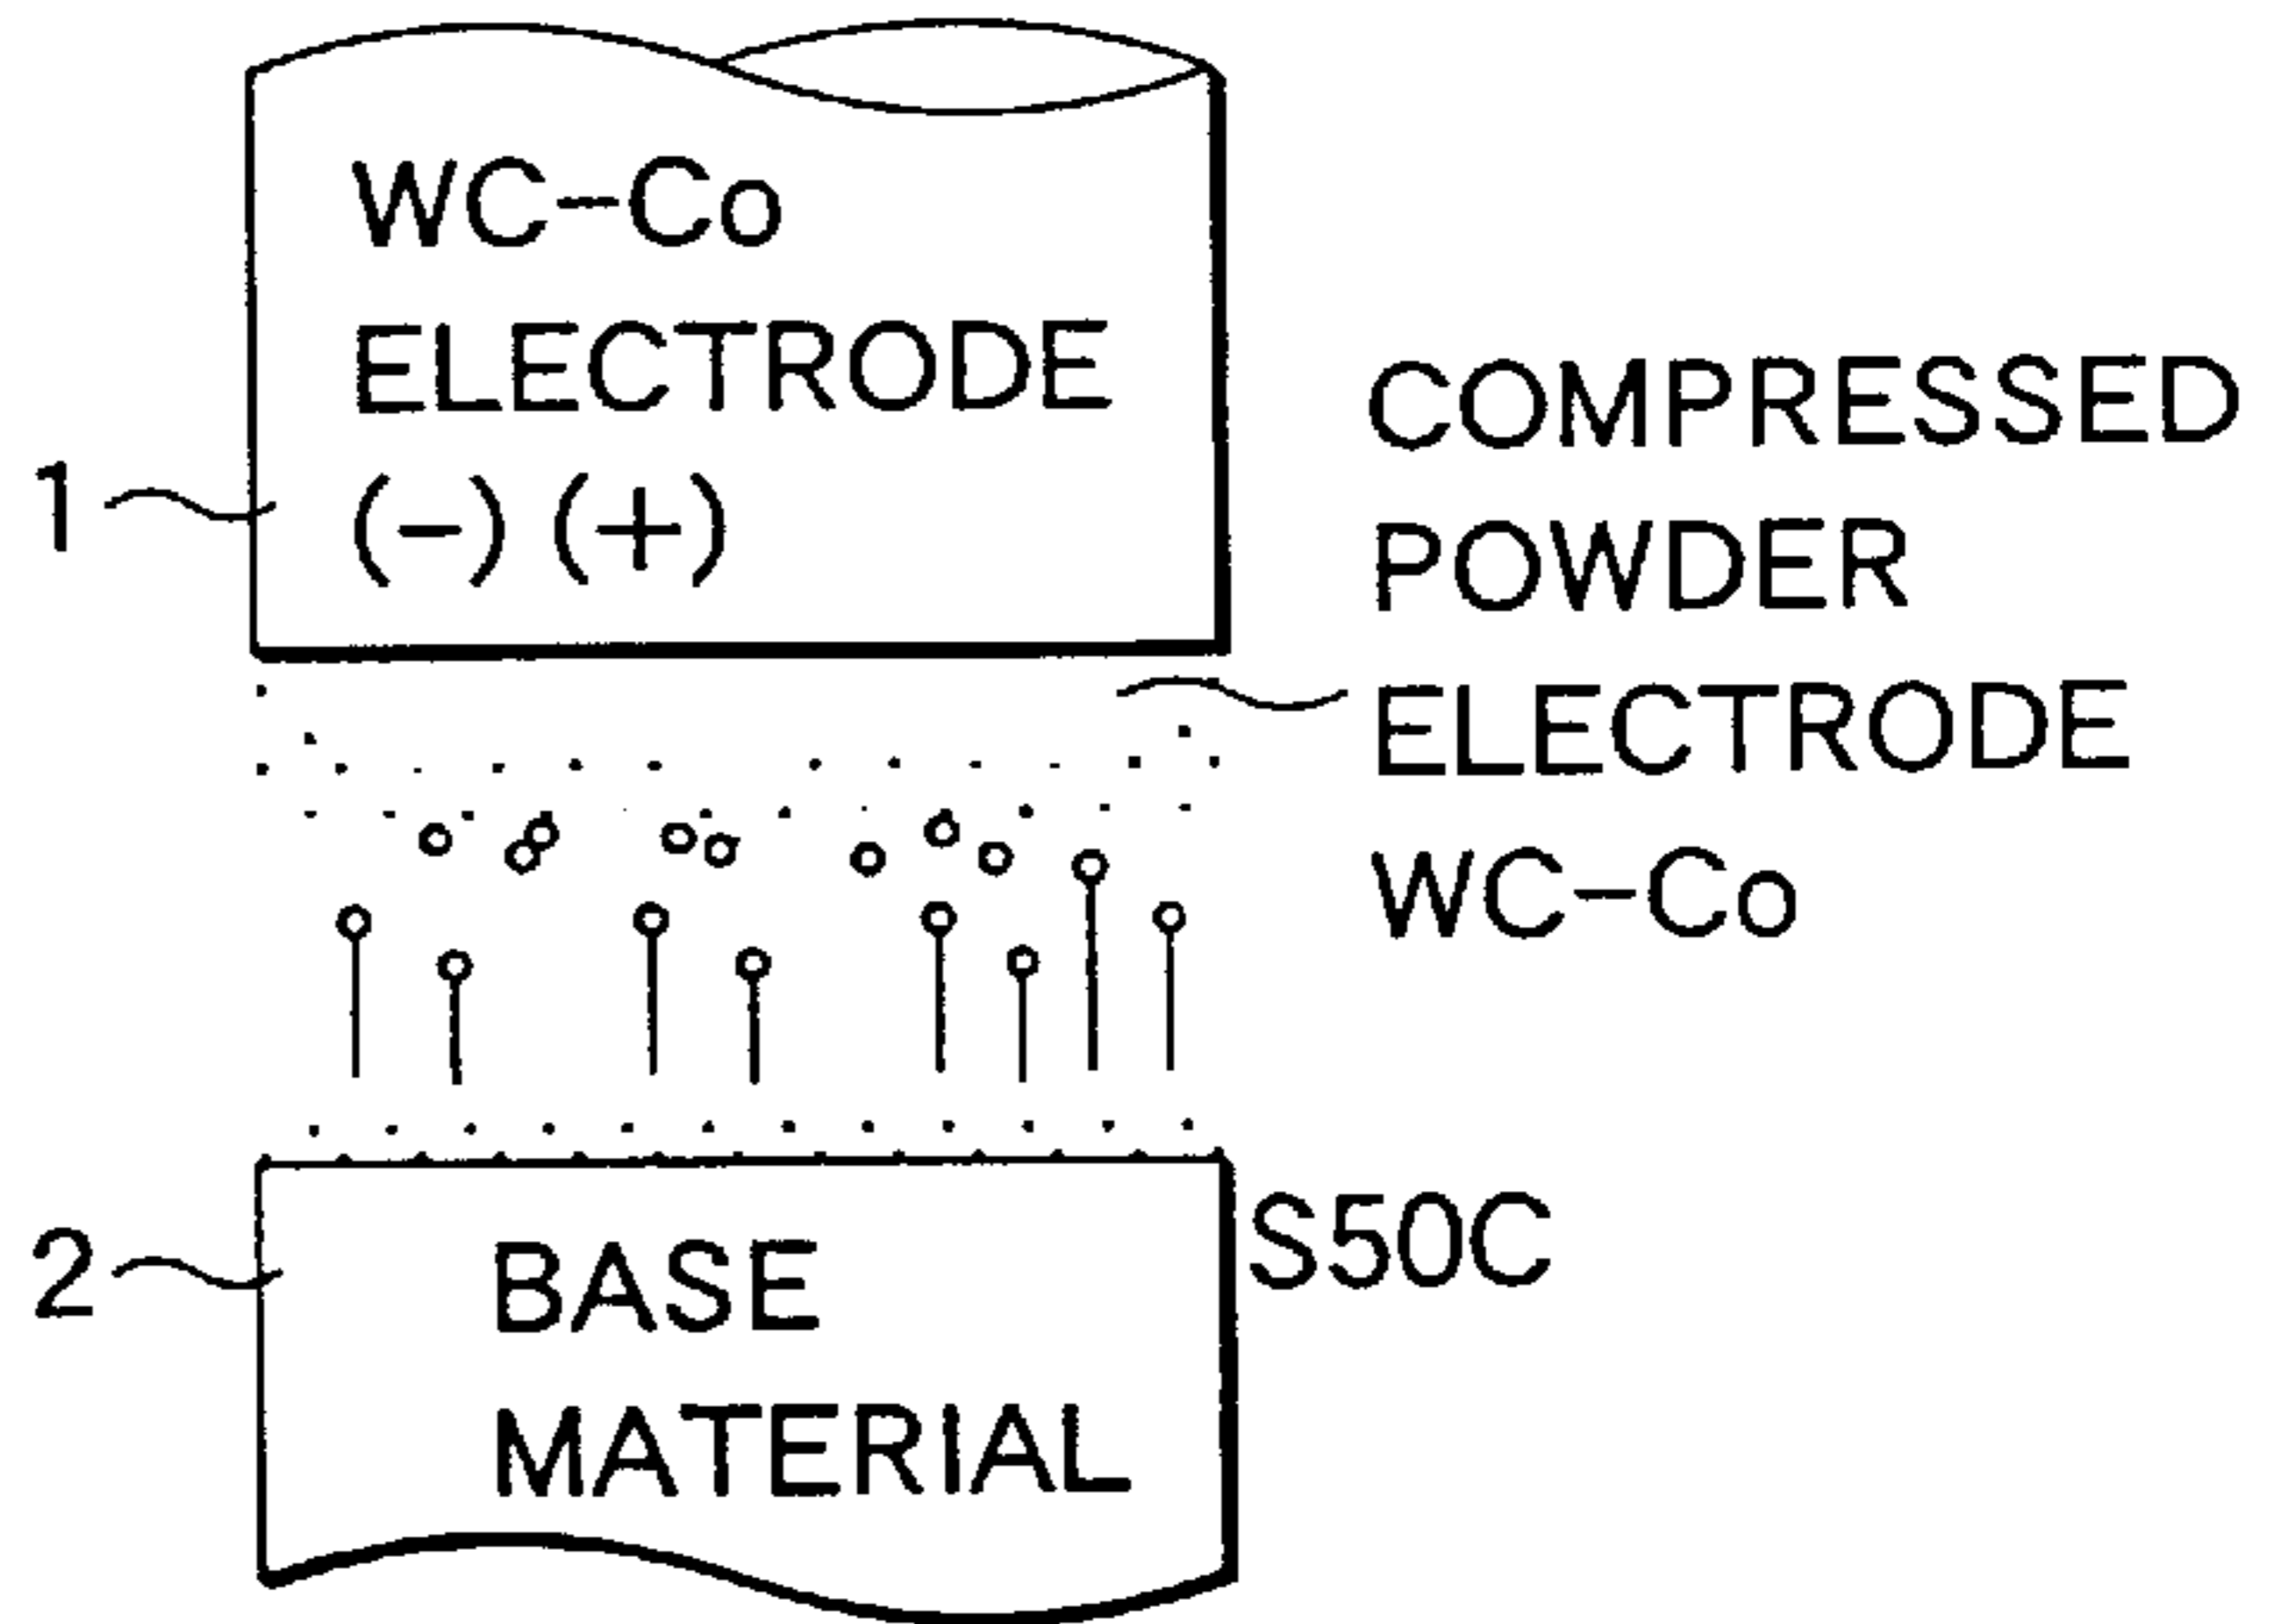 WC-Co
ELECTRODE
(-) (+)
1
COMPRESSED
POWDER
ELECTRODE
WC-Co
S50C
2
BASE
MATERIAL